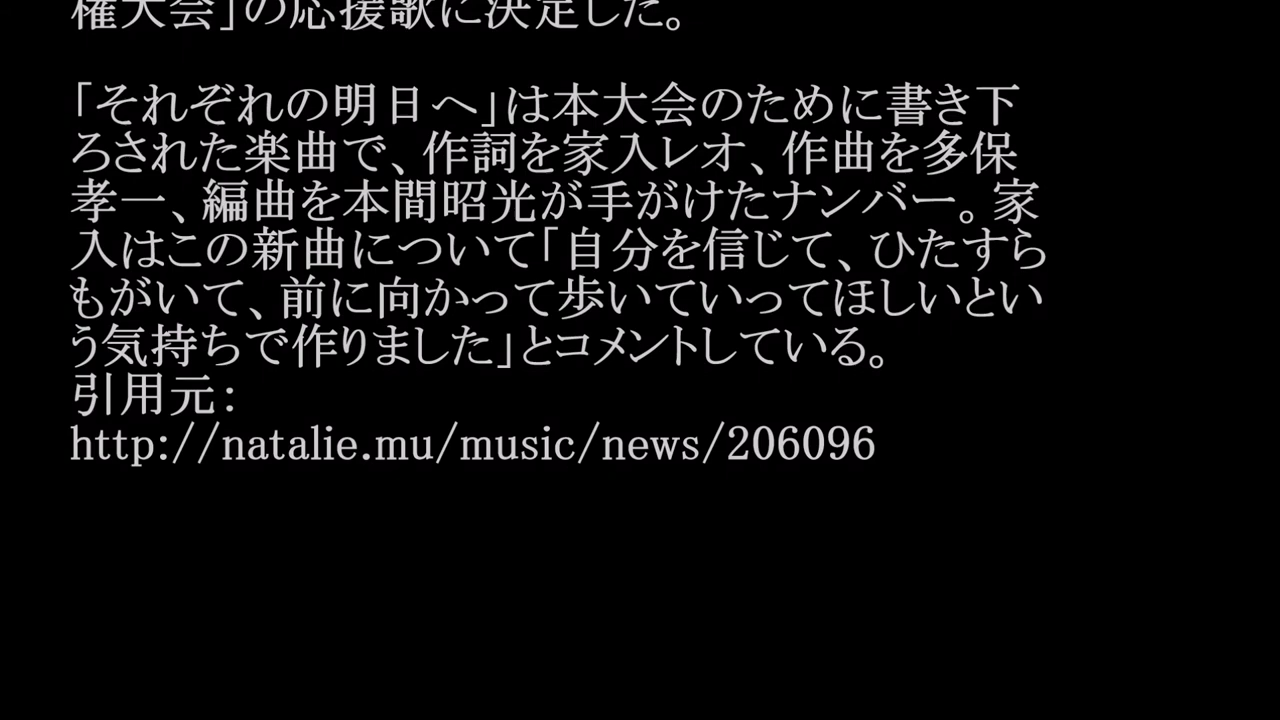 権大会」の応援歌に決定した。
「それぞれの明日へ」は本大会のために書き下
ろされた楽曲で、作詞を家入レオ、作曲を多保
孝一、編曲を本間昭光が手がけたナンバー。家
入はこの新曲について「自分を信じて、ひたすら
もがいて、前に向かって歩いていってほしいとい
う気持ちで作りました」とコメントしている。
引用元：
http://natalie.mu/music/news/206096